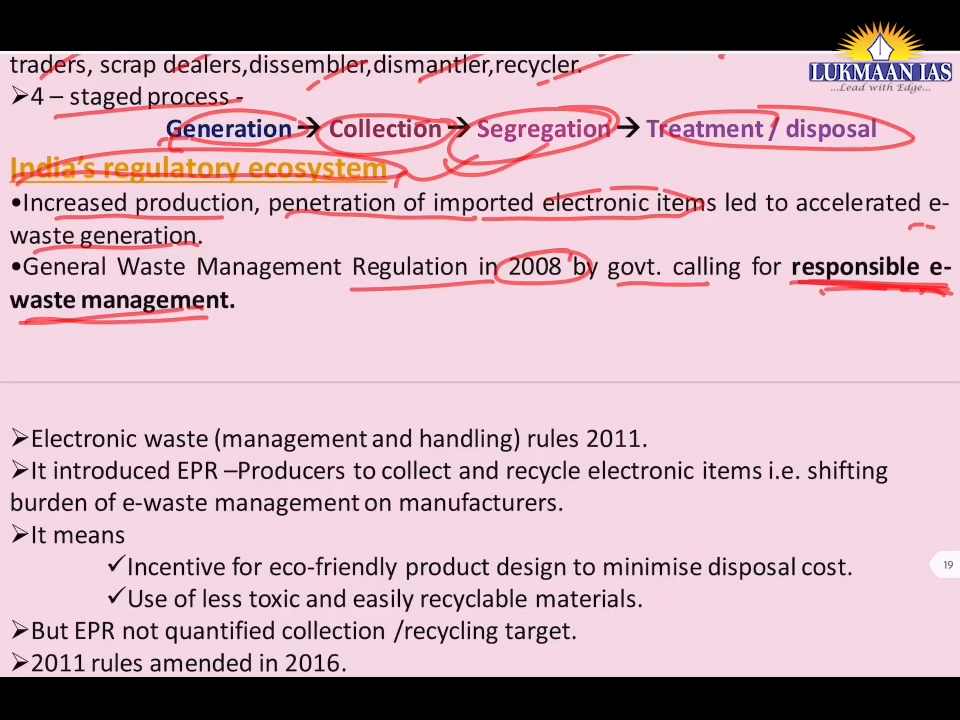 traders, scrap dealers,dissembler,dismantler,recycler.
➢4 – staged process -
Generation → Collection → Segregation → Treatment / disposal
India's regulatory ecosystem
•Increased production, penetration of imported electronic items led to accelerated e-
waste generation.
•General Waste Management Regulation in 2008 by govt. calling for responsible e-
waste management.
➢Electronic waste (management and handling) rules 2011.
➢It introduced EPR –Producers to collect and recycle electronic items i.e. shifting
burden of e-waste management on manufacturers.
➢It means
✓Incentive for eco-friendly product design to minimise disposal cost.
✓Use of less toxic and easily recyclable materials.
➢But EPR not quantified collection /recycling target.
➢2011 rules amended in 2016.
LUKMAAN IAS
...Lead with Edge...
19